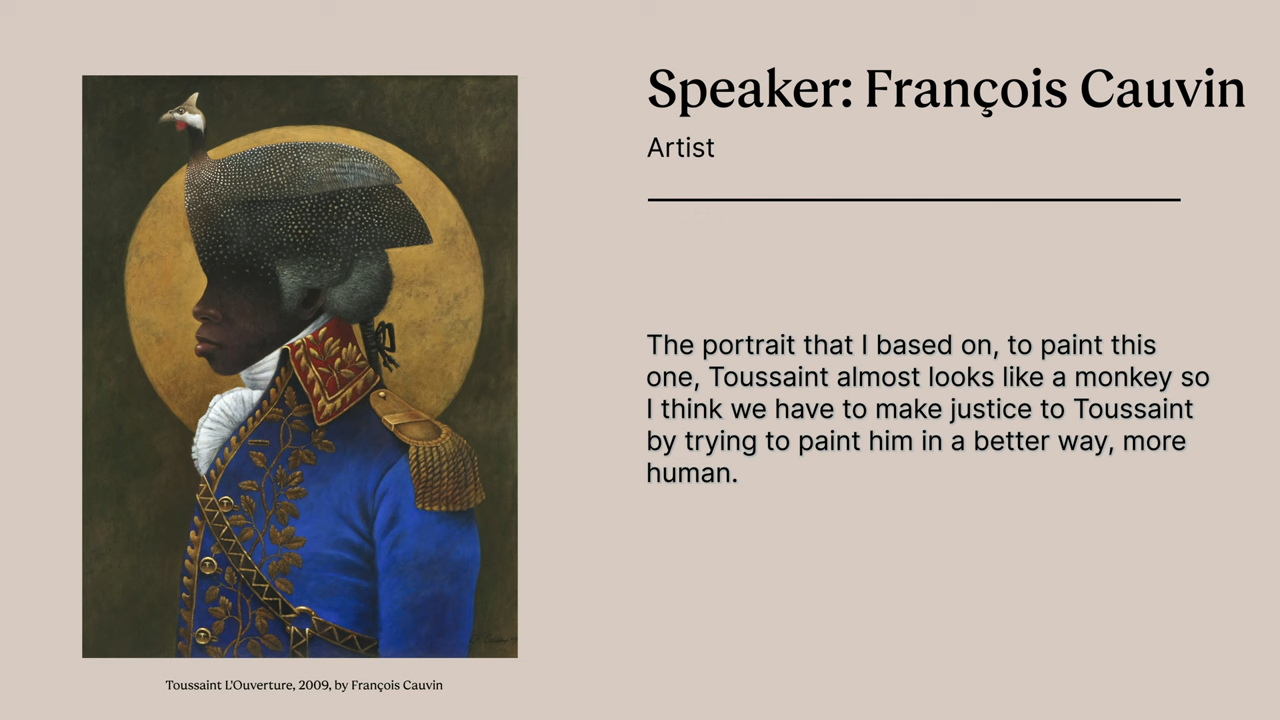 Speaker: François Cauvin
Artist
The portrait that I based on, to paint this
one, Toussaint almost looks like a monkey so
I think we have to make justice to Toussaint
by trying to paint him in a better way, more
human.
Toussaint L'Ouverture, 2009, by François Cauvin